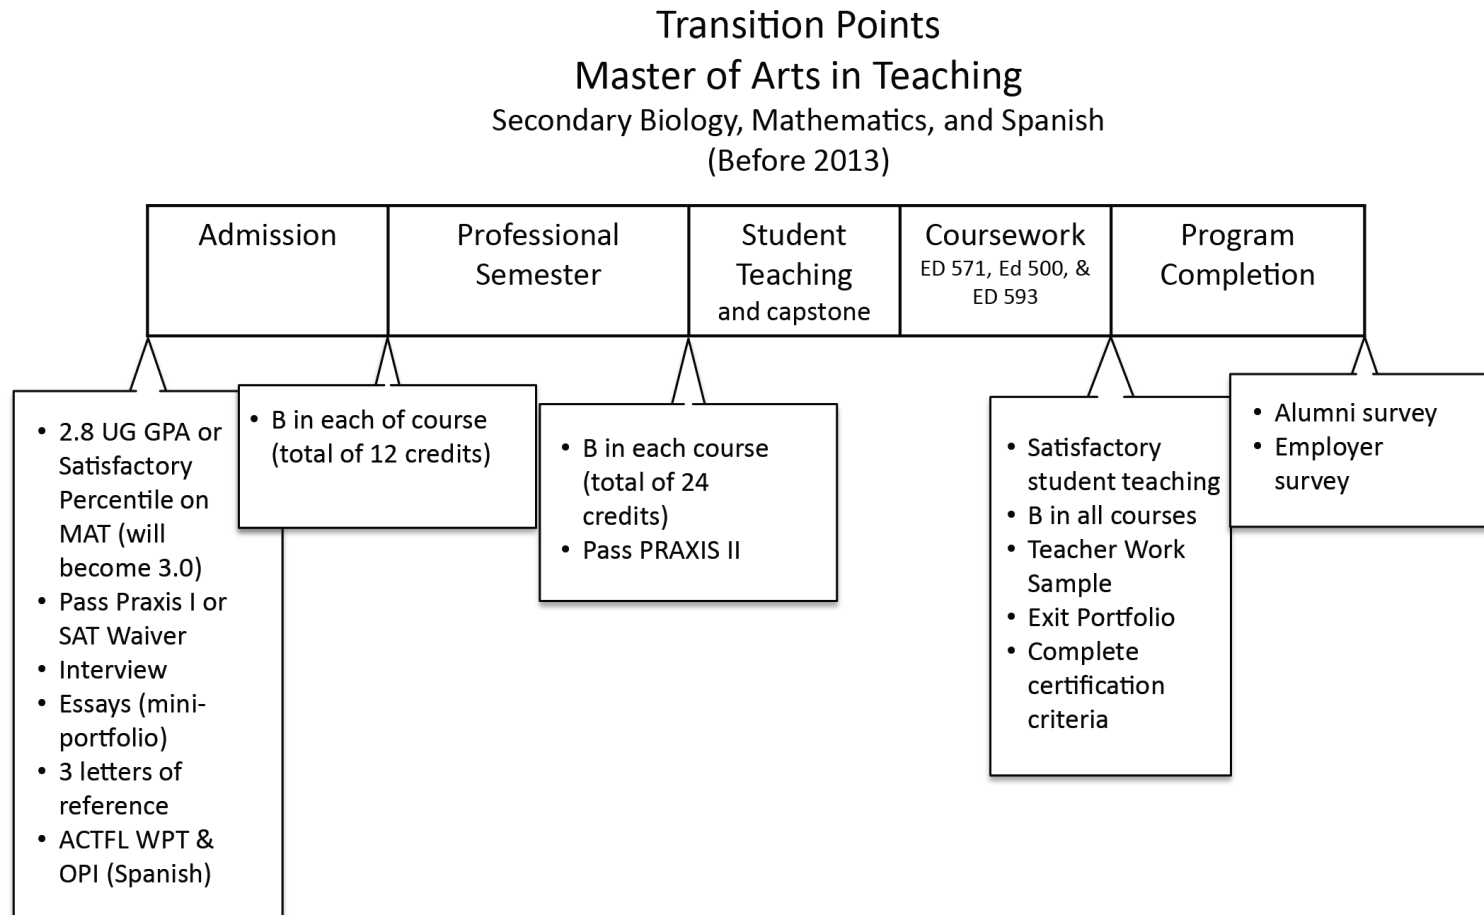 Transition Points
Master of Arts in Teaching
Secondary Biology, Mathematics, and Spanish
(Before 2013)
Admission
Professional
Semester
Student
Teaching
and capstone
Coursework
ED 571, Ed 500, &
ED 593
Program
Completion
• 2.8 UG GPA or
Satisfactory
Percentile on
MAT (will
become 3.0)
• Pass Praxis I or
SAT Waiver
• Interview
• Essays (mini-
portfolio)
• 3 letters of
reference
• ACTFL WPT &
OPI (Spanish)
• B in each of course
(total of 12 credits)
• B in each course
(total of 24
credits)
• Pass PRAXIS II
• Satisfactory
student teaching
• B in all courses
• Teacher Work
Sample
• Exit Portfolio
• Complete
certification
criteria
• Alumni survey
• Employer
survey